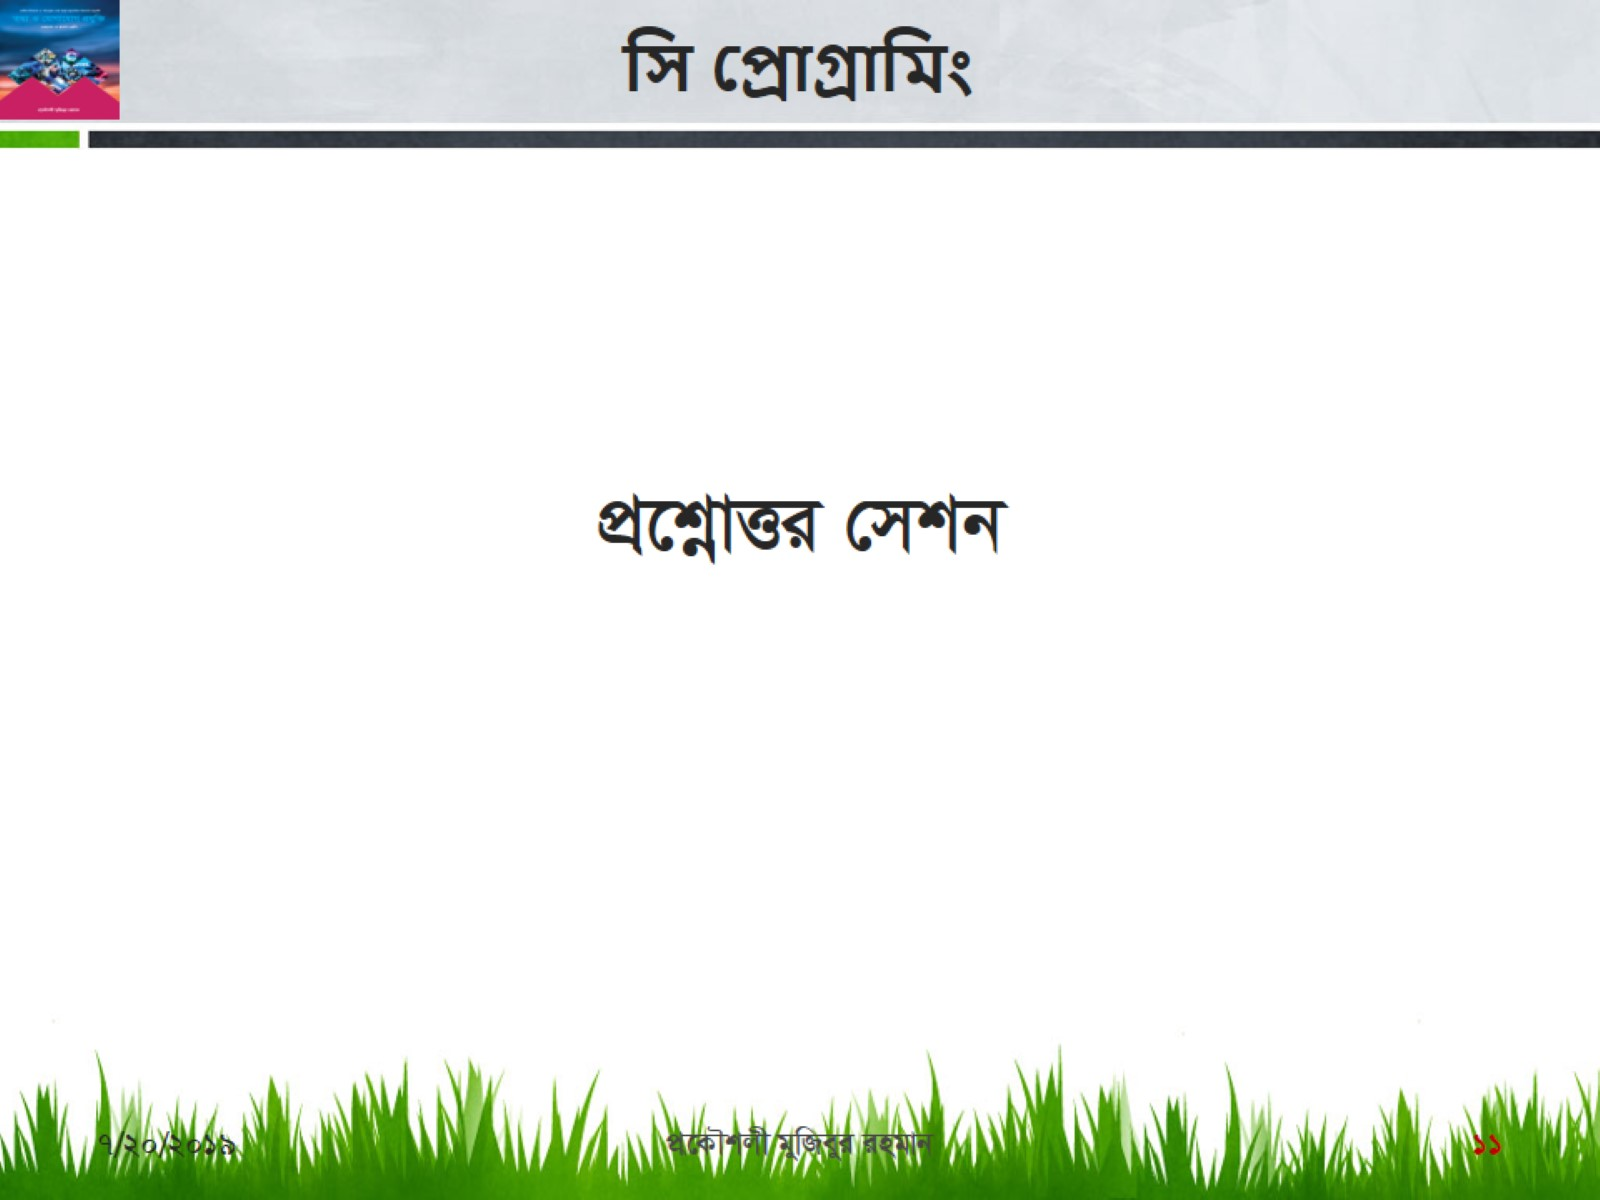 সি প্রোগ্রামিং
প্রশ্নোত্তর সেশন
৭/২০/২০১৯
প্রকৌশলী মুজিবুর রহমান
১১